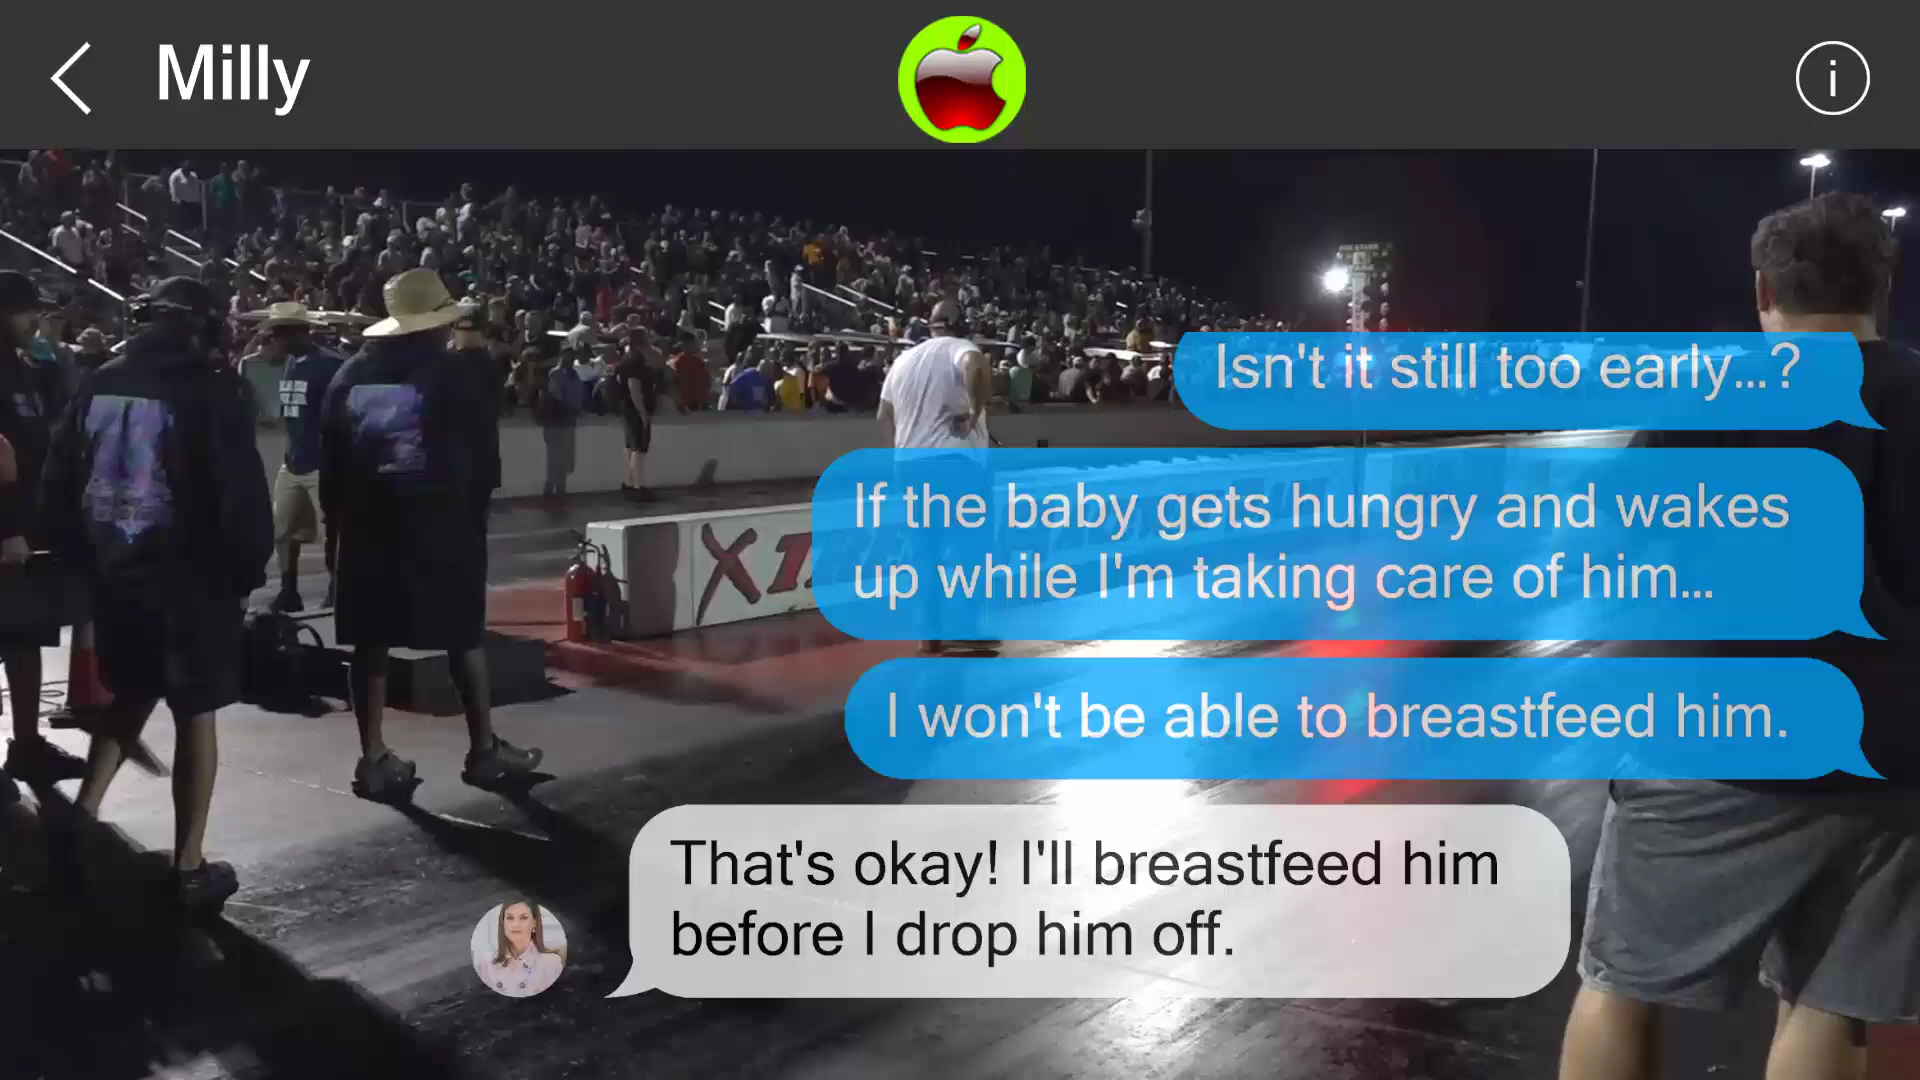 Milly
i
Isn't it still too early...?
If the baby gets hungry and wakes
up while I'm taking care of him...
I won't be able to breastfeed him.
That's okay! I'll breastfeed him
before I drop him off.